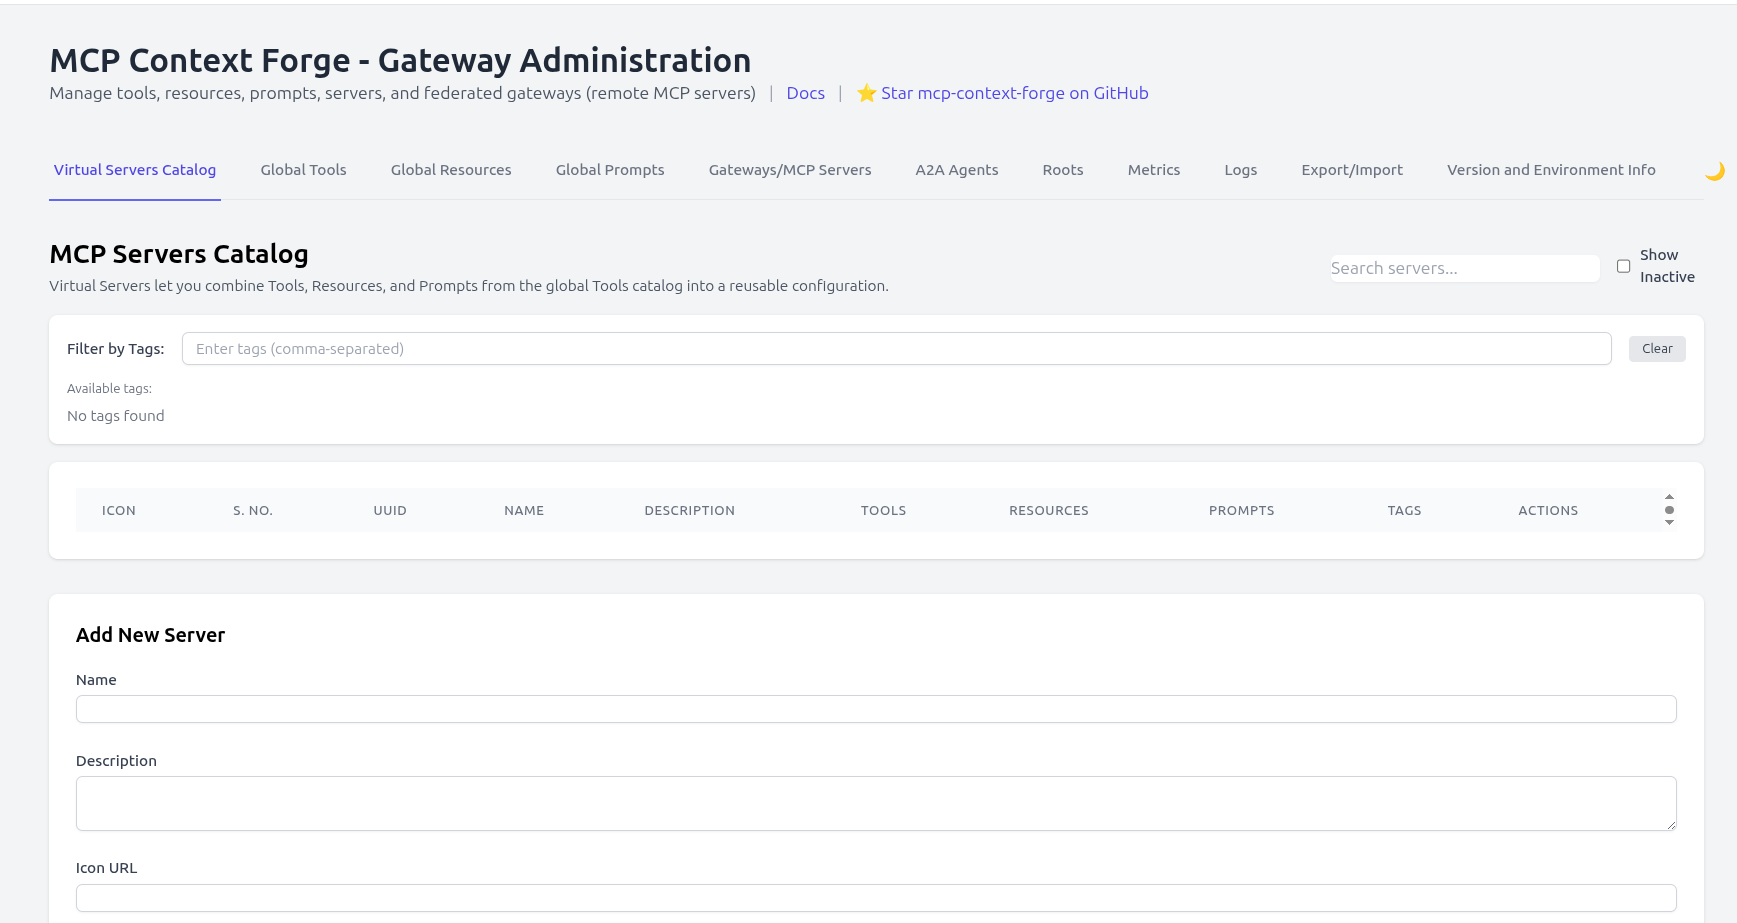 MCP Context Forge - Gateway Administration
Manage tools, resources, prompts, servers, and federated gateways (remote MCP servers) | Docs | ⭐ Star mcp-context-forge on GitHub
Virtual Servers Catalog Global Tools Global Resources Global Prompts Gateways/MCP Servers A2A Agents Roots Metrics Logs Export/Import Version and Environment Info 🌙
MCP Servers Catalog
Virtual Servers let you combine Tools, Resources, and Prompts from the global Tools catalog into a reusable configuration.
Search servers...
Show
Inactive
Filter by Tags: Enter tags (comma-separated) Clear
Available tags:
No tags found
ICON S. NO. UUID NAME DESCRIPTION TOOLS RESOURCES PROMPTS TAGS ACTIONS
Add New Server
Name
Description
Icon URL